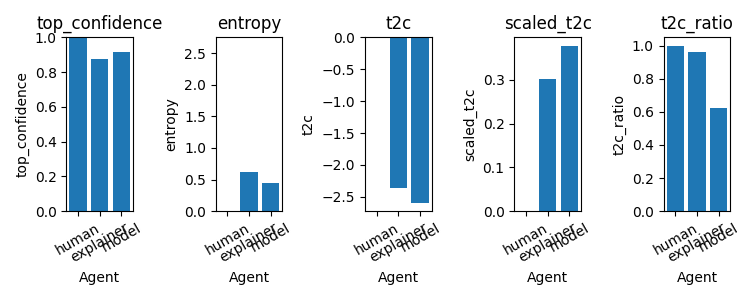 top_confidence
entropy
t2c
scaled_t2c
t2c_ratio
top_confidence
1.0
0.8
0.6
0.4
0.2
0.0
human
explainer
model
Agent
entropy
2.5
2.0
1.5
1.0
0.5
0.0
human
explainer
model
Agent
t2c
0.0
−0.5
−1.0
−1.5
−2.0
−2.5
human
explainer
model
Agent
scaled_t2c
0.3
0.2
0.1
0.0
human
explainer
model
Agent
t2c_ratio
1.0
0.8
0.6
0.4
0.2
0.0
human
explainer
model
Agent